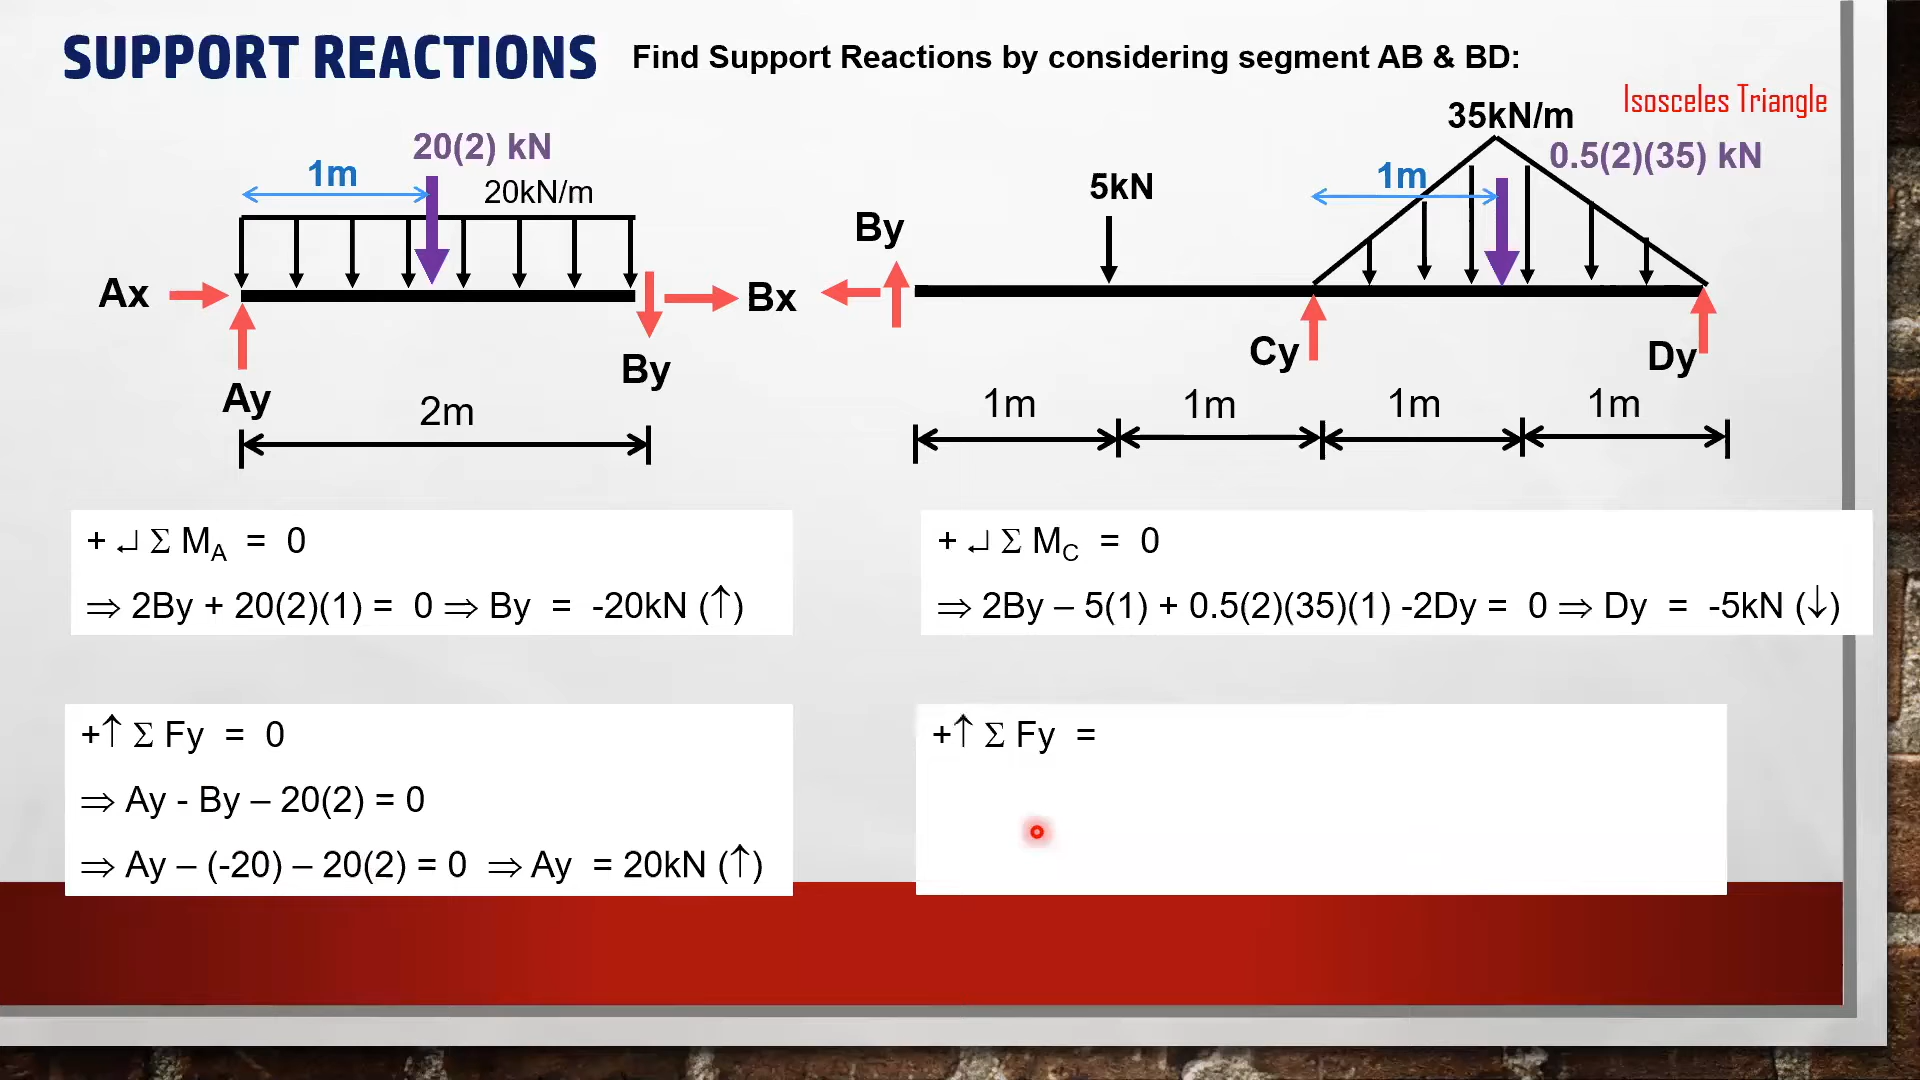 SUPPORT REACTIONS
Find Support Reactions by considering segment AB & BD:
Isosceles Triangle
35kN/m
20(2) kN
0.5(2)(35) kN
1m
20kN/m
5kN
1m
By
Ax
Bx
Cy
Dy
By
Ay
2m
1m
1m
1m
1m
+ ↲ Σ MA = 0
⇒ 2By + 20(2)(1) = 0 ⇒ By = -20kN (↑)
+ ↲ Σ MC = 0
⇒ 2By – 5(1) + 0.5(2)(35)(1) -2Dy = 0 ⇒ Dy = -5kN (↓)
+↑ Σ Fy = 0
⇒ Ay - By – 20(2) = 0
⇒ Ay – (-20) – 20(2) = 0 ⇒ Ay = 20kN (↑)
+↑ Σ Fy =